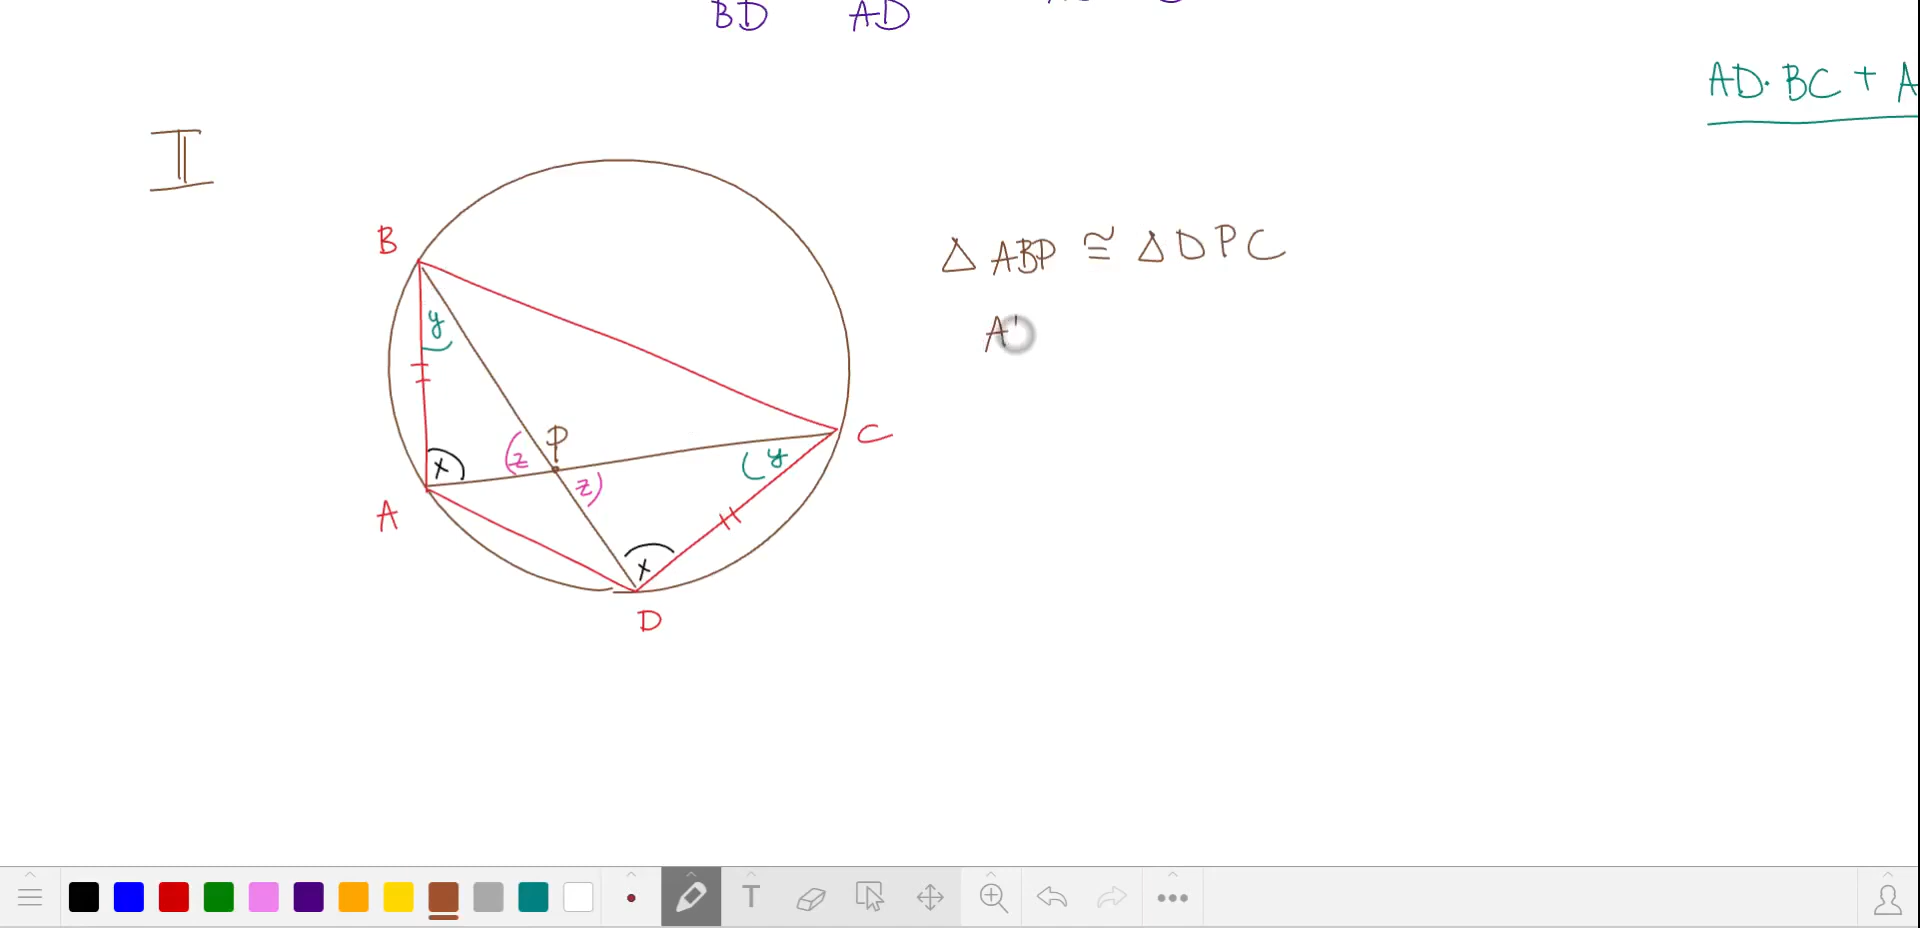 BD AD
AD·BC + A
II
B
△ ABP ≅ △ DPC
y
A
P
C
z
y
x
z)
A
x
D
T